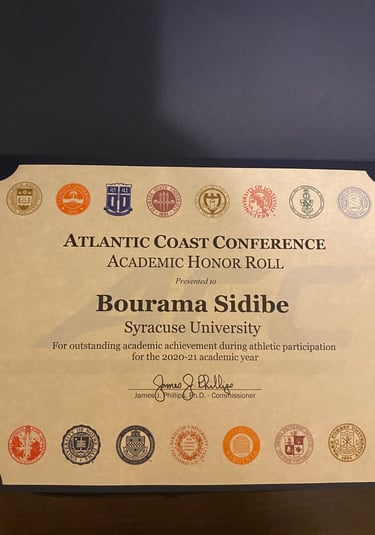 ATLANTIC COAST CONFERENCE
ACADEMIC HONOR ROLL
Presented to
Bourama Sidibe
Syracuse University
For outstanding academic achievement during athletic participation
for the 2020-21 academic year
James J. Phillips
James J. Phillips, Ph.D. - Commissioner